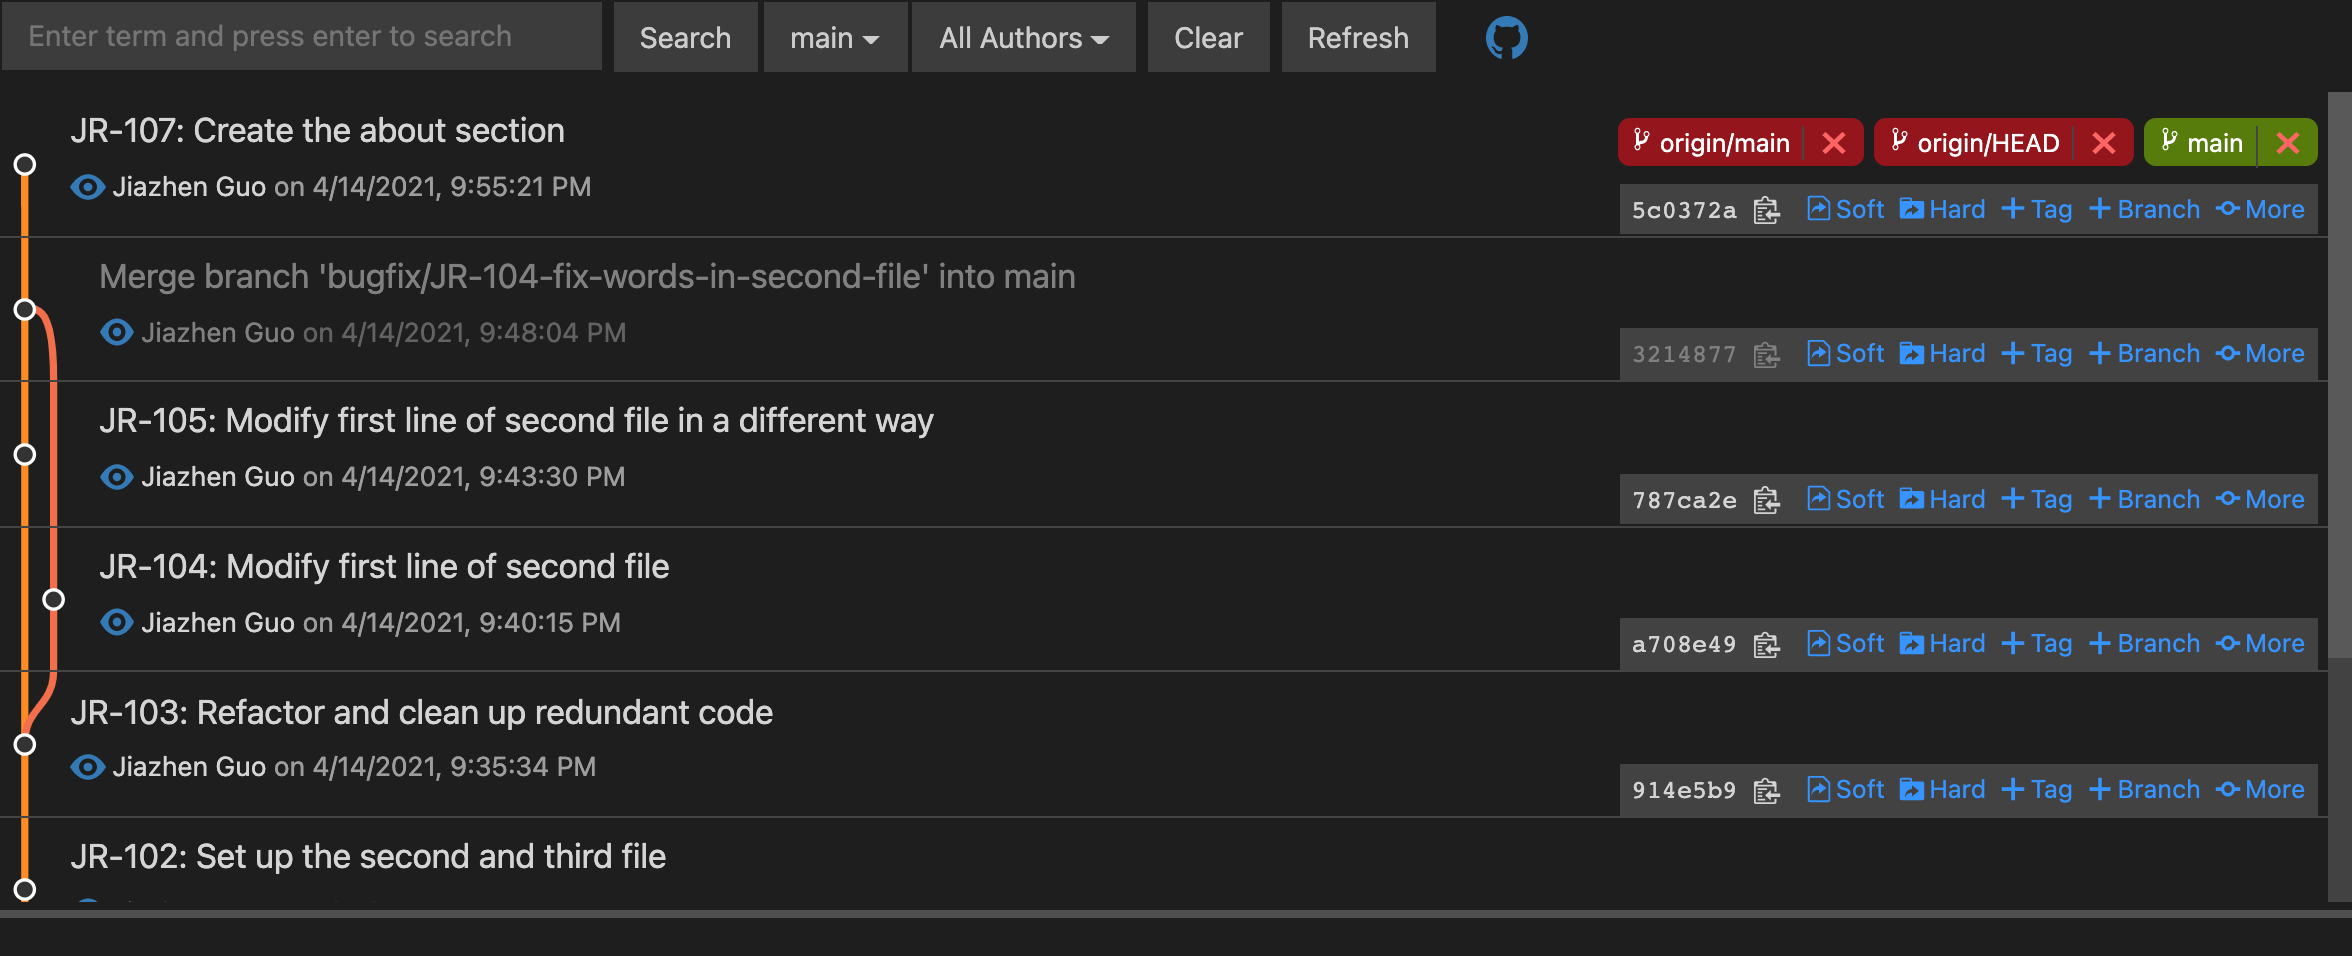 Enter term and press enter to search Search main All Authors Clear Refresh
JR-107: Create the about section
origin/main origin/HEAD main
Jiazhen Guo on 4/14/2021, 9:55:21 PM
5c0372a Soft Hard Tag Branch More
Merge branch 'bugfix/JR-104-fix-words-in-second-file' into main
Jiazhen Guo on 4/14/2021, 9:48:04 PM
3214877 Soft Hard Tag Branch More
JR-105: Modify first line of second file in a different way
Jiazhen Guo on 4/14/2021, 9:43:30 PM
787ca2e Soft Hard Tag Branch More
JR-104: Modify first line of second file
Jiazhen Guo on 4/14/2021, 9:40:15 PM
a708e49 Soft Hard Tag Branch More
JR-103: Refactor and clean up redundant code
Jiazhen Guo on 4/14/2021, 9:35:34 PM
914e5b9 Soft Hard Tag Branch More
JR-102: Set up the second and third file